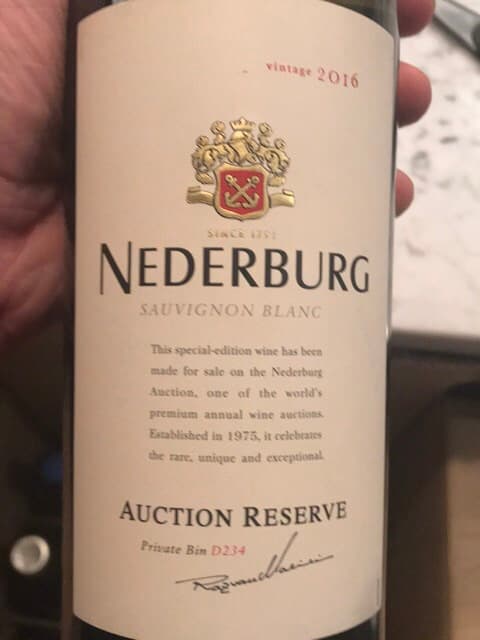 vintage 2016
SINCE 1791
NEDERBURG
SAUVIGNON BLANC
This special-edition wine has been
made for sale on the Nederburg
Auction, one of the world's
premium annual wine auctions.
Established in 1975, it celebrates
the rare, unique and exceptional.
AUCTION RESERVE
Private Bin D234
Razvan Macici